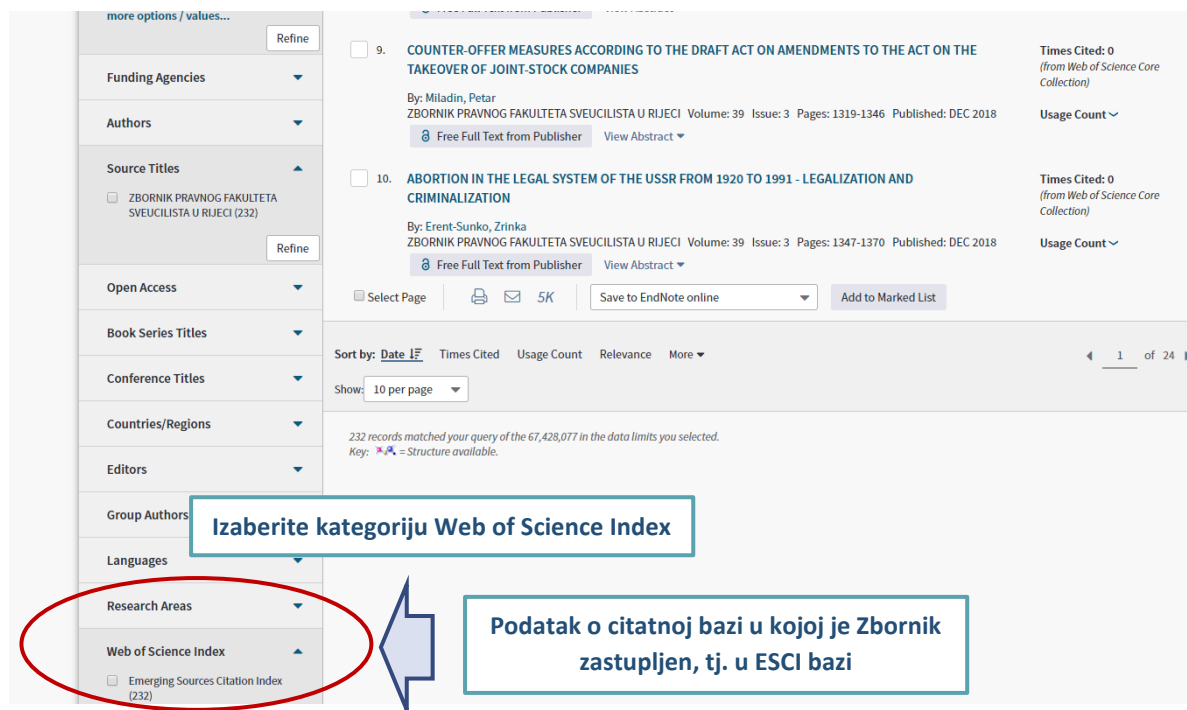 more options / values...
Refine
Funding Agencies
Authors
Source Titles
ZBORNIK PRAVNOG FAKULTETA
SVEUCILISTA U RIJECI (232)
Refine
Open Access
Book Series Titles
Conference Titles
Countries/Regions
Editors
Group Authors
Languages
Research Areas
Web of Science Index
Emerging Sources Citation Index
(232)
9. COUNTER-OFFER MEASURES ACCORDING TO THE DRAFT ACT ON AMENDMENTS TO THE ACT ON THE
TAKEOVER OF JOINT-STOCK COMPANIES
By: Miladin, Petar
ZBORNIK PRAVNOG FAKULTETA SVEUCILISTA U RIJECI Volume: 39 Issue: 3 Pages: 1319-1346 Published: DEC 2018
Free Full Text from Publisher View Abstract
Times Cited: 0
(from Web of Science Core
Collection)
Usage Count
10. ABORTION IN THE LEGAL SYSTEM OF THE USSR FROM 1920 TO 1991 - LEGALIZATION AND
CRIMINALIZATION
By: Erent-Sunko, Zrinka
ZBORNIK PRAVNOG FAKULTETA SVEUCILISTA U RIJECI Volume: 39 Issue: 3 Pages: 1347-1370 Published: DEC 2018
Free Full Text from Publisher View Abstract
Times Cited: 0
(from Web of Science Core
Collection)
Usage Count
Select Page 5K Save to EndNote online Add to Marked List
Sort by: Date Times Cited Usage Count Relevance More
1 of 24
Show: 10 per page
232 records matched your query of the 67,428,077 in the data limits you selected.
Key: = Structure available.
Izaberite kategoriju Web of Science Index
Podatak o citatnoj bazi u kojoj je Zbornik
zastupljen, tj. u ESCI bazi